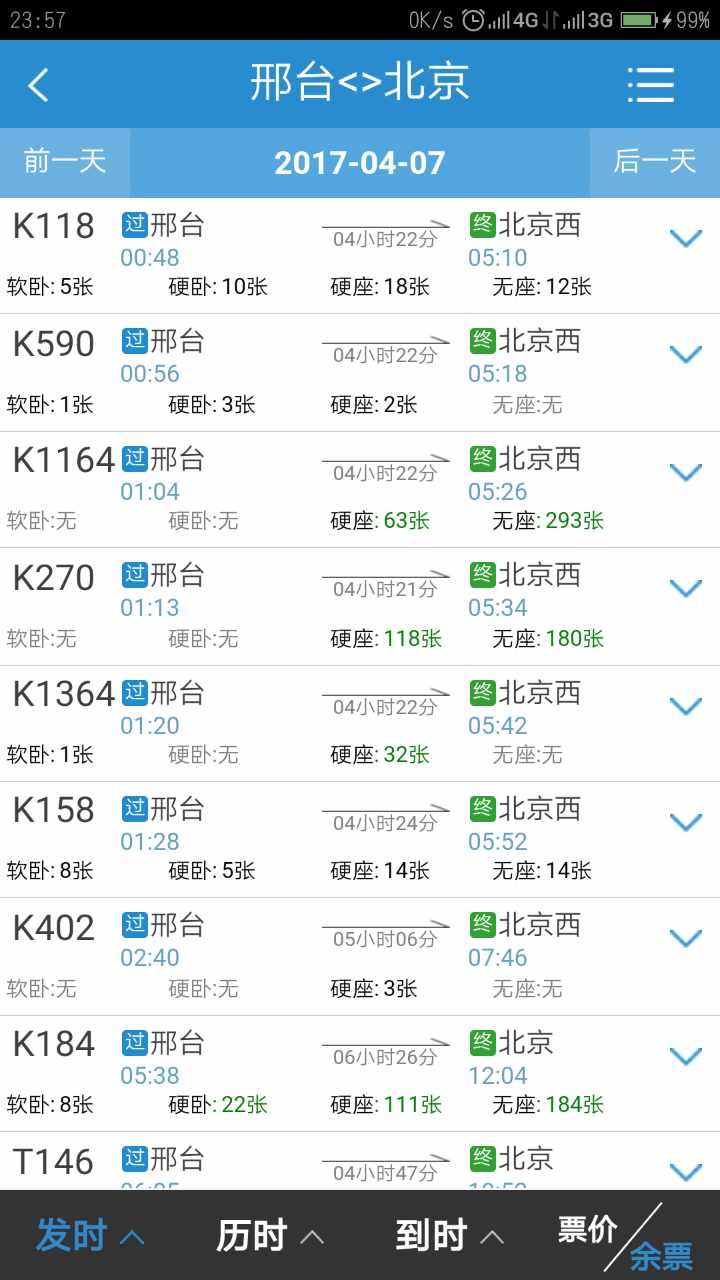 23:57 0K/s 4G 3G 99%
邢台<>北京
前一天 2017-04-07 后一天
K118 过 邢台 04小时22分 终 北京西
00:48 05:10
软卧: 5张 硬卧: 10张 硬座: 18张 无座: 12张
K590 过 邢台 04小时22分 终 北京西
00:56 05:18
软卧: 1张 硬卧: 3张 硬座: 2张 无座:无
K1164 过 邢台 04小时22分 终 北京西
01:04 05:26
软卧:无 硬卧:无 硬座: 63张 无座: 293张
K270 过 邢台 04小时21分 终 北京西
01:13 05:34
软卧:无 硬卧:无 硬座: 118张 无座: 180张
K1364 过 邢台 04小时22分 终 北京西
01:20 05:42
软卧: 1张 硬卧:无 硬座: 32张 无座:无
K158 过 邢台 04小时24分 终 北京西
01:28 05:52
软卧: 8张 硬卧: 5张 硬座: 14张 无座: 14张
K402 过 邢台 05小时06分 终 北京西
02:40 07:46
软卧:无 硬卧:无 硬座: 3张 无座:无
K184 过 邢台 06小时26分 终 北京
05:38 12:04
软卧: 8张 硬卧: 22张 硬座: 111张 无座: 184张
T146 过 邢台 04小时47分 终 北京
发时 历时 到时 票价/余票